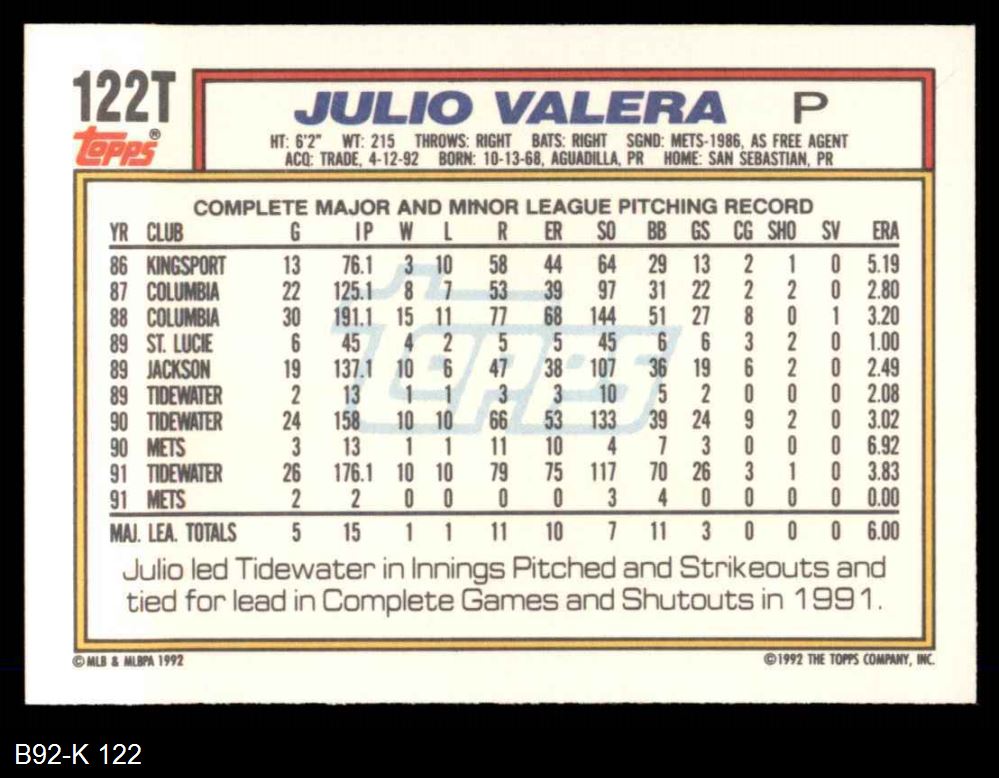 122T
JULIO VALERA P
Topps®
HT: 6'2" WT: 215 THROWS: RIGHT BATS: RIGHT SGND: METS-1986, AS FREE AGENT
ACQ: TRADE, 4-12-92 BORN: 10-13-68, AGUADILLA, PR HOME: SAN SEBASTIAN, PR
COMPLETE MAJOR AND MINOR LEAGUE PITCHING RECORD
YR CLUB G IP W L R ER SO BB GS CG SHO SV ERA
86 KINGSPORT 13 76.1 3 10 58 44 64 29 13 2 1 0 5.19
87 COLUMBIA 22 125.1 8 7 53 39 97 31 22 2 2 0 2.80
88 COLUMBIA 30 191.1 15 11 77 68 144 51 27 8 0 1 3.20
89 ST. LUCIE 6 45 4 2 5 5 45 6 6 3 2 0 1.00
89 JACKSON 19 137.1 10 6 47 38 107 36 19 6 2 0 2.49
89 TIDEWATER 2 13 1 1 3 3 10 5 2 0 0 0 2.08
90 TIDEWATER 24 158 10 10 66 53 133 39 24 9 2 0 3.02
90 METS 3 13 1 1 11 10 4 7 3 0 0 0 6.92
91 TIDEWATER 26 176.1 10 10 79 75 117 70 26 3 1 0 3.83
91 METS 2 2 0 0 0 0 3 4 0 0 0 0 0.00
MAJ. LEA. TOTALS 5 15 1 1 11 10 7 11 3 0 0 0 6.00
Julio led Tidewater in Innings Pitched and Strikeouts and
tied for lead in Complete Games and Shutouts in 1991.
© MLB & MLBPA 1992 ©1992 THE TOPPS COMPANY, INC.
B92-K 122